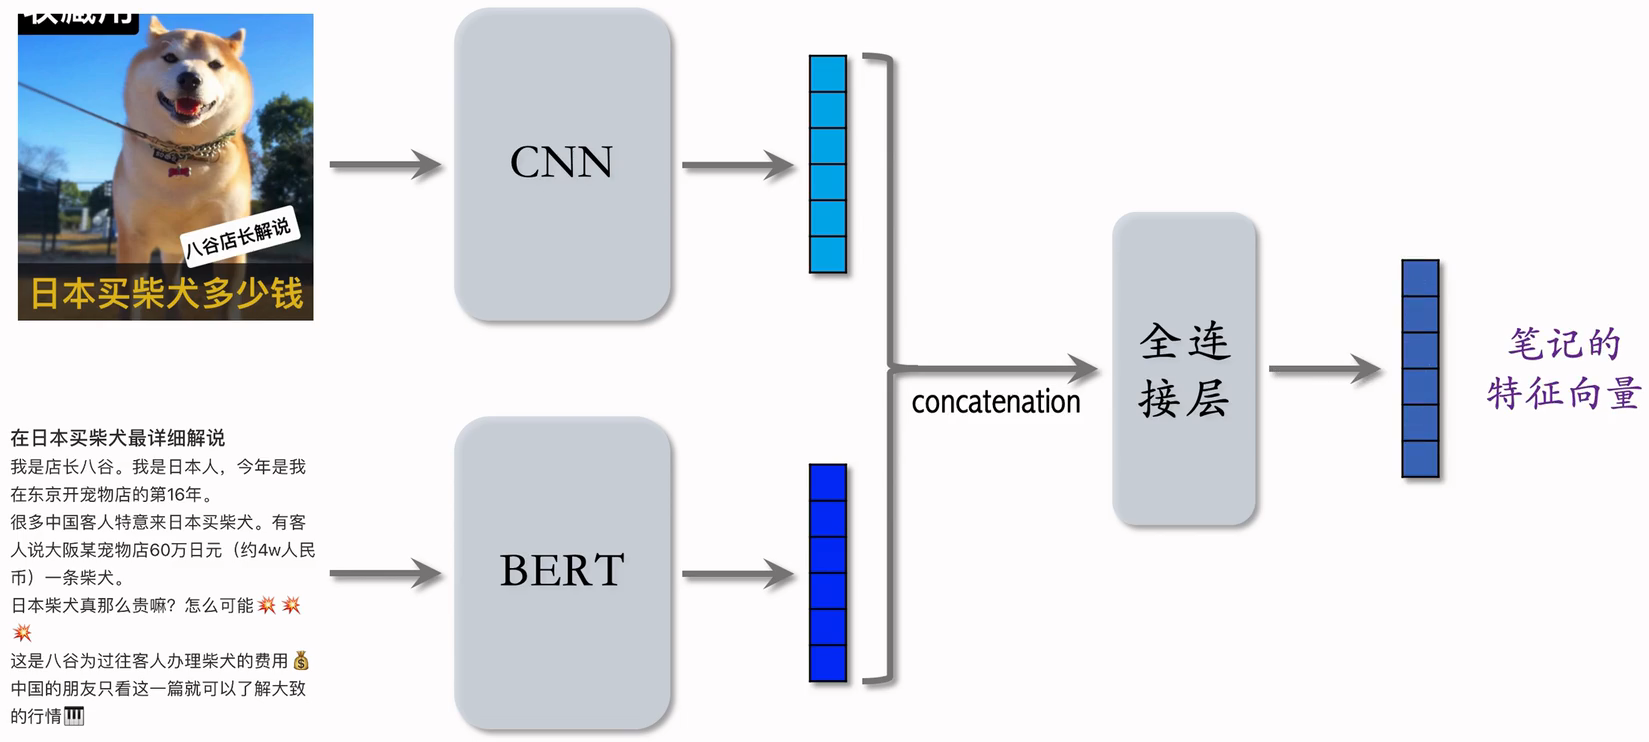 收藏用
八谷店长解说
日本买柴犬多少钱
CNN
在日本买柴犬最详细解说
我是店长八谷。我是日本人，今年是我
在东京开宠物店的第16年。
很多中国客人特意来日本买柴犬。有客
人说大阪某宠物店60万日元（约4w人民
币）一条柴犬。
日本柴犬真那么贵嘛？怎么可能💥💥
💥
这是八谷为过往客人办理柴犬的费用💰
中国的朋友只看这一篇就可以了解大致
的行情🎹
BERT
concatenation
全连
接层
笔记的
特征向量